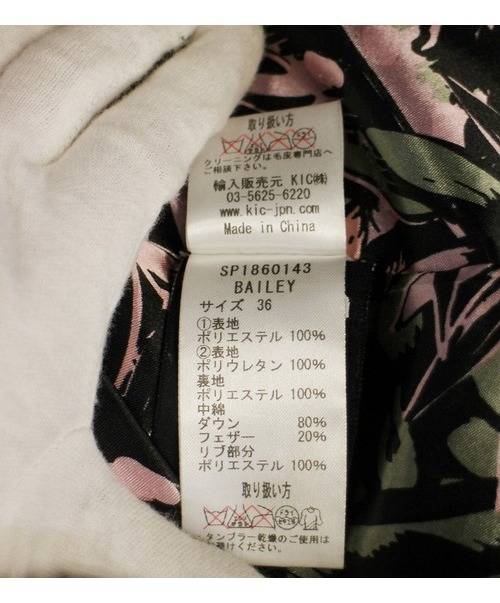 取り扱い方
クリーニングは毛皮専門店へ
ご相談下さい。
輸入販売元 KIC㈱
03-5625-6220
www.kic-jpn.com
Made in China
SP1860143
BAILEY
サイズ 36
①表地
ポリエステル 100%
②表地
ポリウレタン 100%
裏地
ポリエステル 100%
中綿
ダウン 80%
フェザー 20%
リブ部分
ポリエステル 100%
取り扱い方
タンブラー乾燥のご使用は
お避けください。